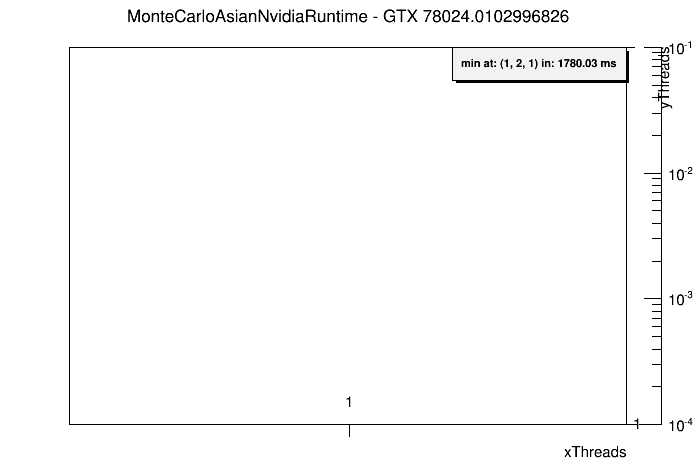 MonteCarloAsianNvidiaRuntime - GTX 78024.0102996826
min at: (1, 2, 1) in: 1780.03 ms
10-1
yThreads
10-2
10-3
1
1
10-4
xThreads